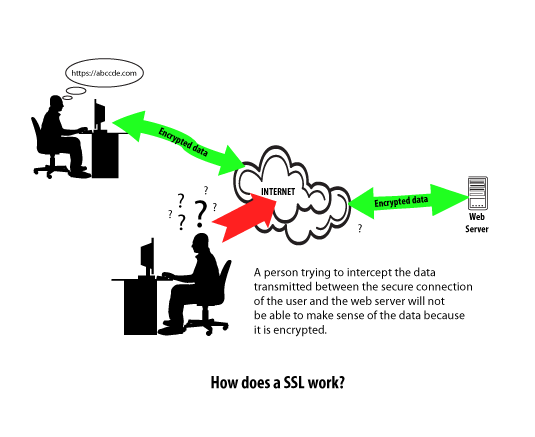 https://abccde.com
Encrypted data
INTERNET
Encrypted data
Web
Server
?
?
?
?
?
?
?
A person trying to intercept the data
transmitted between the secure connection
of the user and the web server will not
be able to make sense of the data because
it is encrypted.
How does a SSL work?